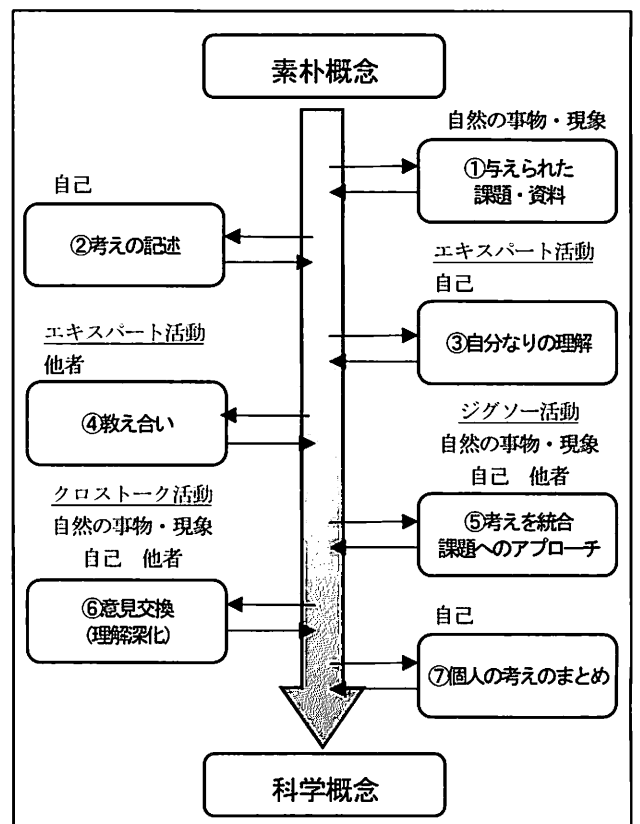 素朴概念
自然の事物・現象
①与えられた
課題・資料
自己
②考えの記述
エキスパート活動
自己
③自分なりの理解
エキスパート活動
他者
④教え合い
ジグソー活動
自然の事物・現象
自己 他者
⑤考えを統合
課題へのアプローチ
クロストーク活動
自然の事物・現象
自己 他者
⑥意見交換
(理解深化)
自己
⑦個人の考えのまとめ
科学概念